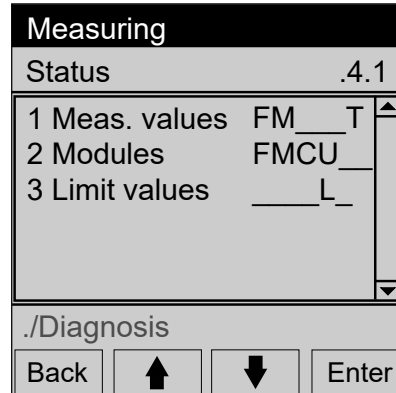 Measuring
Status .4.1
1 Meas. values FM___T
2 Modules FMCU__
3 Limit values ____L_
./Diagnosis
Back Enter